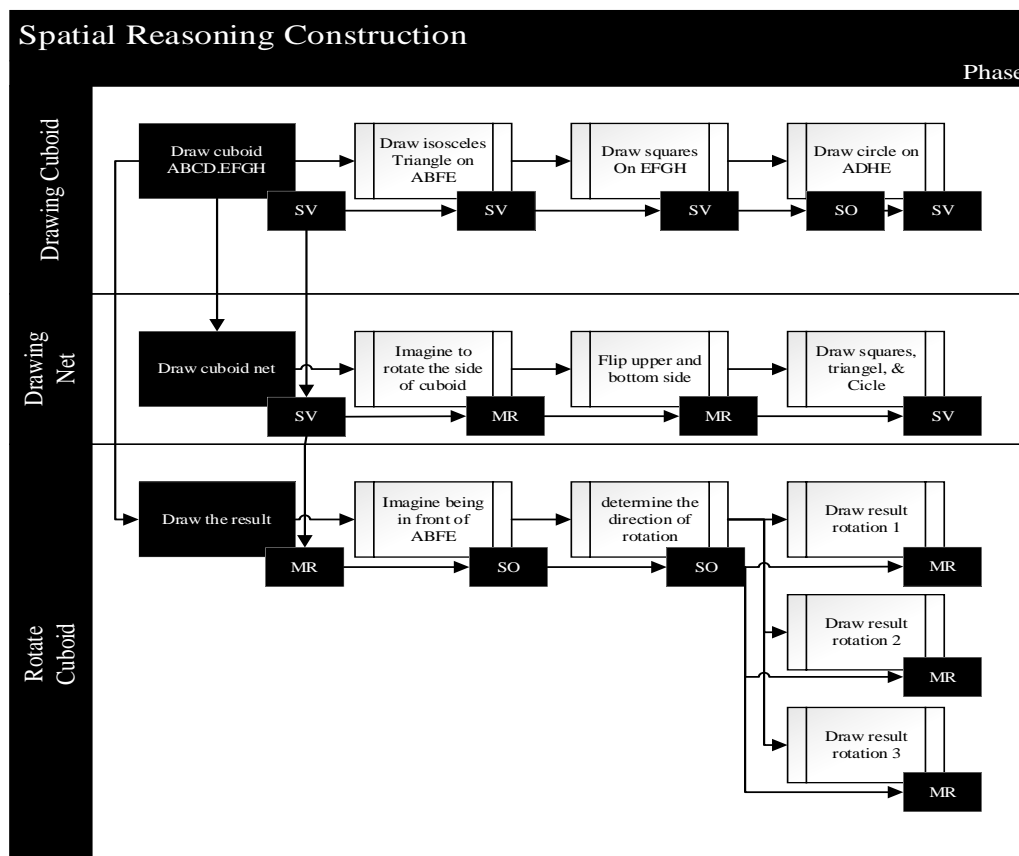 Spatial Reasoning Construction
Phase
Drawing Cuboid
Draw cuboid
ABCD.EFGH
SV
Draw isosceles
Triangle on
ABFE
SV
Draw squares
On EFGH
SV
Draw circle on
ADHE
SO
SV
Drawing
Net
Draw cuboid net
SV
Imagine to
rotate the side
of cuboid
MR
Flip upper and
bottom side
MR
Draw squares,
triangel, &
Cicle
SV
Rotate
Cuboid
Draw the result
MR
Imagine being
in front of
ABFE
SO
determine the
direction of
rotation
SO
Draw result
rotation 1
MR
Draw result
rotation 2
MR
Draw result
rotation 3
MR